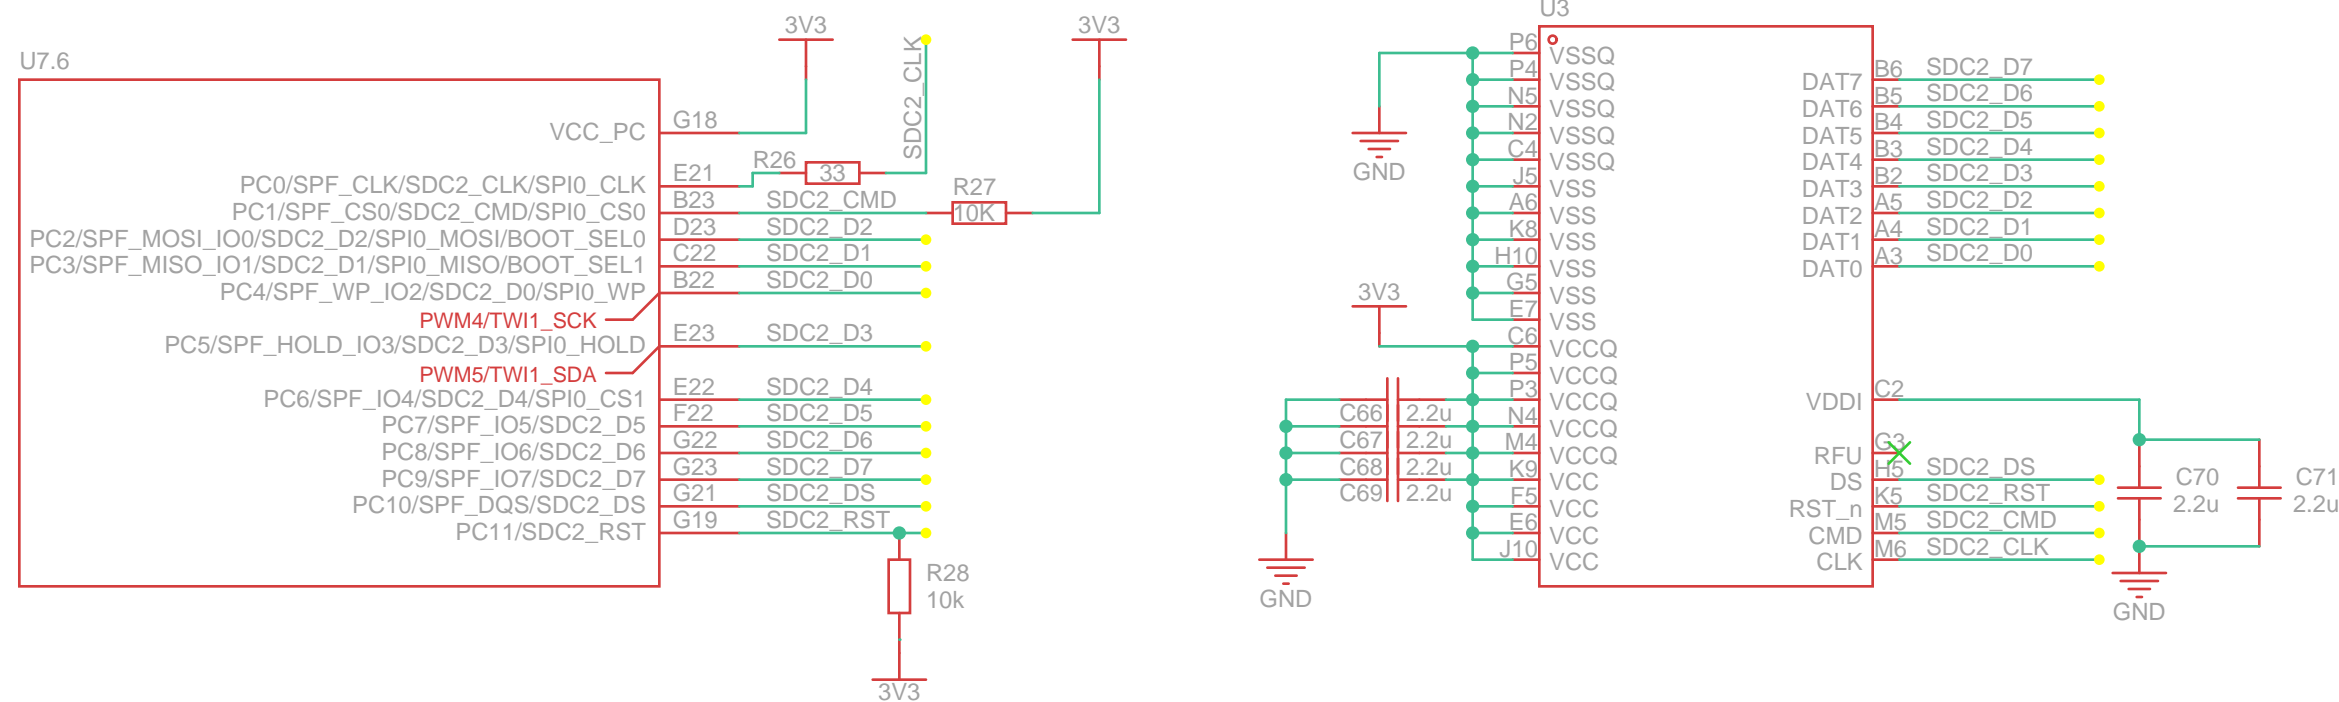 U7.6
3V3
3V3
SDC2_CLK
VCC_PC G18
R26
33
PC0/SPF_CLK/SDC2_CLK/SPI0_CLK E21
R27
10K
PC1/SPF_CS0/SDC2_CMD/SPI0_CS0 B23 SDC2_CMD
PC2/SPF_MOSI_IO0/SDC2_D2/SPI0_MOSI/BOOT_SEL0 D23 SDC2_D2
PC3/SPF_MISO_IO1/SDC2_D1/SPI0_MISO/BOOT_SEL1 C22 SDC2_D1
PC4/SPF_WP_IO2/SDC2_D0/SPI0_WP B22 SDC2_D0
PWM4/TWI1_SCK
PC5/SPF_HOLD_IO3/SDC2_D3/SPI0_HOLD E23 SDC2_D3
PWM5/TWI1_SDA
PC6/SPF_IO4/SDC2_D4/SPI0_CS1 E22 SDC2_D4
PC7/SPF_IO5/SDC2_D5 F22 SDC2_D5
PC8/SPF_IO6/SDC2_D6 G22 SDC2_D6
PC9/SPF_IO7/SDC2_D7 G23 SDC2_D7
PC10/SPF_DQS/SDC2_DS G21 SDC2_DS
PC11/SDC2_RST G19 SDC2_RST
R28
10k
3V3
U3
P6 VSSQ
P4 VSSQ
N5 VSSQ
N2 VSSQ
C4 VSSQ
J5 VSS
A6 VSS
K8 VSS
H10 VSS
G5 VSS
E7 VSS
C6 VCCQ
P5 VCCQ
P3 VCCQ
N4 VCCQ
M4 VCCQ
K9 VCC
F5 VCC
E6 VCC
J10 VCC
GND
3V3
C66 2.2u
C67 2.2u
C68 2.2u
C69 2.2u
GND
DAT7 B6 SDC2_D7
DAT6 B5 SDC2_D6
DAT5 B4 SDC2_D5
DAT4 B3 SDC2_D4
DAT3 B2 SDC2_D3
DAT2 A5 SDC2_D2
DAT1 A4 SDC2_D1
DAT0 A3 SDC2_D0
VDDI C2
RFU G3
DS H5 SDC2_DS
RST_n K5 SDC2_RST
CMD M5 SDC2_CMD
CLK M6 SDC2_CLK
C70
2.2u
C71
2.2u
GND